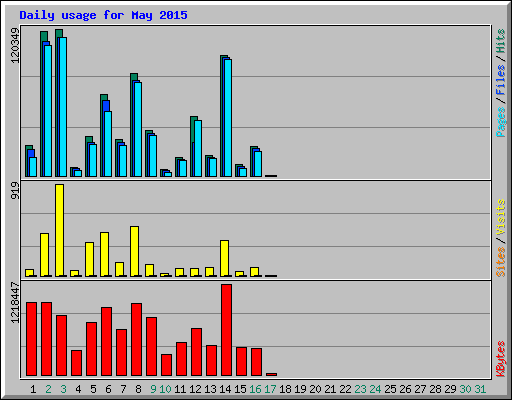 Daily usage for May 2015
120349
Pages / Files / Hits
919
Sites / Visits
1218447
KBytes
1 2 3 4 5 6 7 8 9 10 11 12 13 14 15 16 17 18 19 20 21 22 23 24 25 26 27 28 29 30 31